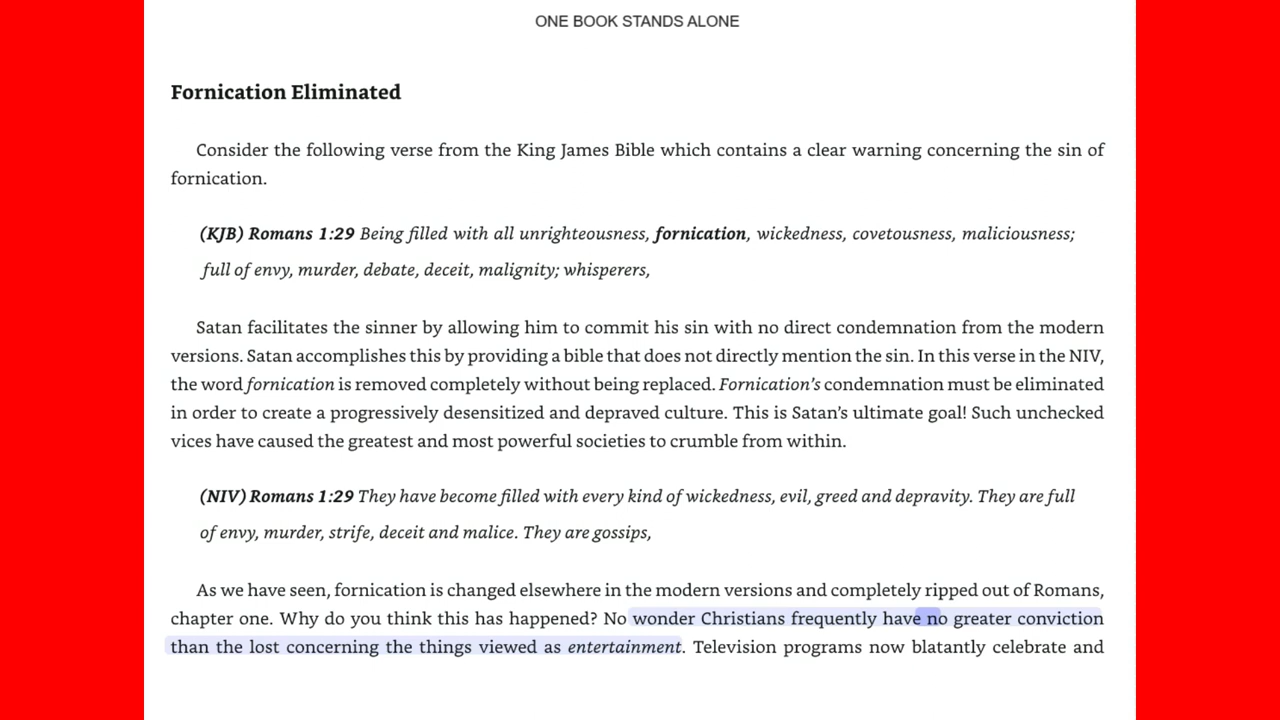 ONE BOOK STANDS ALONE
Fornication Eliminated
Consider the following verse from the King James Bible which contains a clear warning concerning the sin of
fornication.
(KJB) Romans 1:29 Being filled with all unrighteousness, fornication, wickedness, covetousness, maliciousness;
full of envy, murder, debate, deceit, malignity; whisperers,
Satan facilitates the sinner by allowing him to commit his sin with no direct condemnation from the modern
versions. Satan accomplishes this by providing a bible that does not directly mention the sin. In this verse in the NIV,
the word fornication is removed completely without being replaced. Fornication’s condemnation must be eliminated
in order to create a progressively desensitized and depraved culture. This is Satan’s ultimate goal! Such unchecked
vices have caused the greatest and most powerful societies to crumble from within.
(NIV) Romans 1:29 They have become filled with every kind of wickedness, evil, greed and depravity. They are full
of envy, murder, strife, deceit and malice. They are gossips,
As we have seen, fornication is changed elsewhere in the modern versions and completely ripped out of Romans,
chapter one. Why do you think this has happened? No wonder Christians frequently have no greater conviction
than the lost concerning the things viewed as entertainment. Television programs now blatantly celebrate and